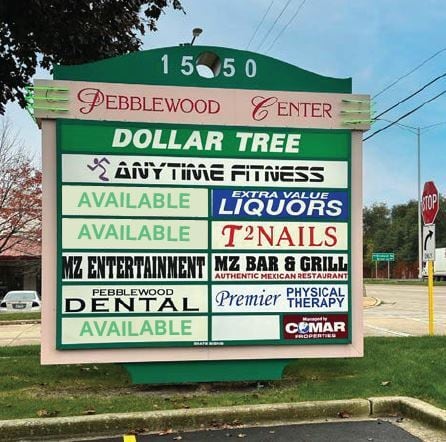 1550
PEBBLEWOOD CENTER
DOLLAR TREE
ANYTIME FITNESS
AVAILABLE
EXTRA VALUE
LIQUORS
AVAILABLE
T2NAILS
MZ ENTERTAINMENT
MZ BAR & GRILL
AUTHENTIC MEXICAN RESTAURANT
PEBBLEWOOD
DENTAL
Premier PHYSICAL
THERAPY
AVAILABLE
Managed by
COMAR
PROPERTIES
STOP
ONLY